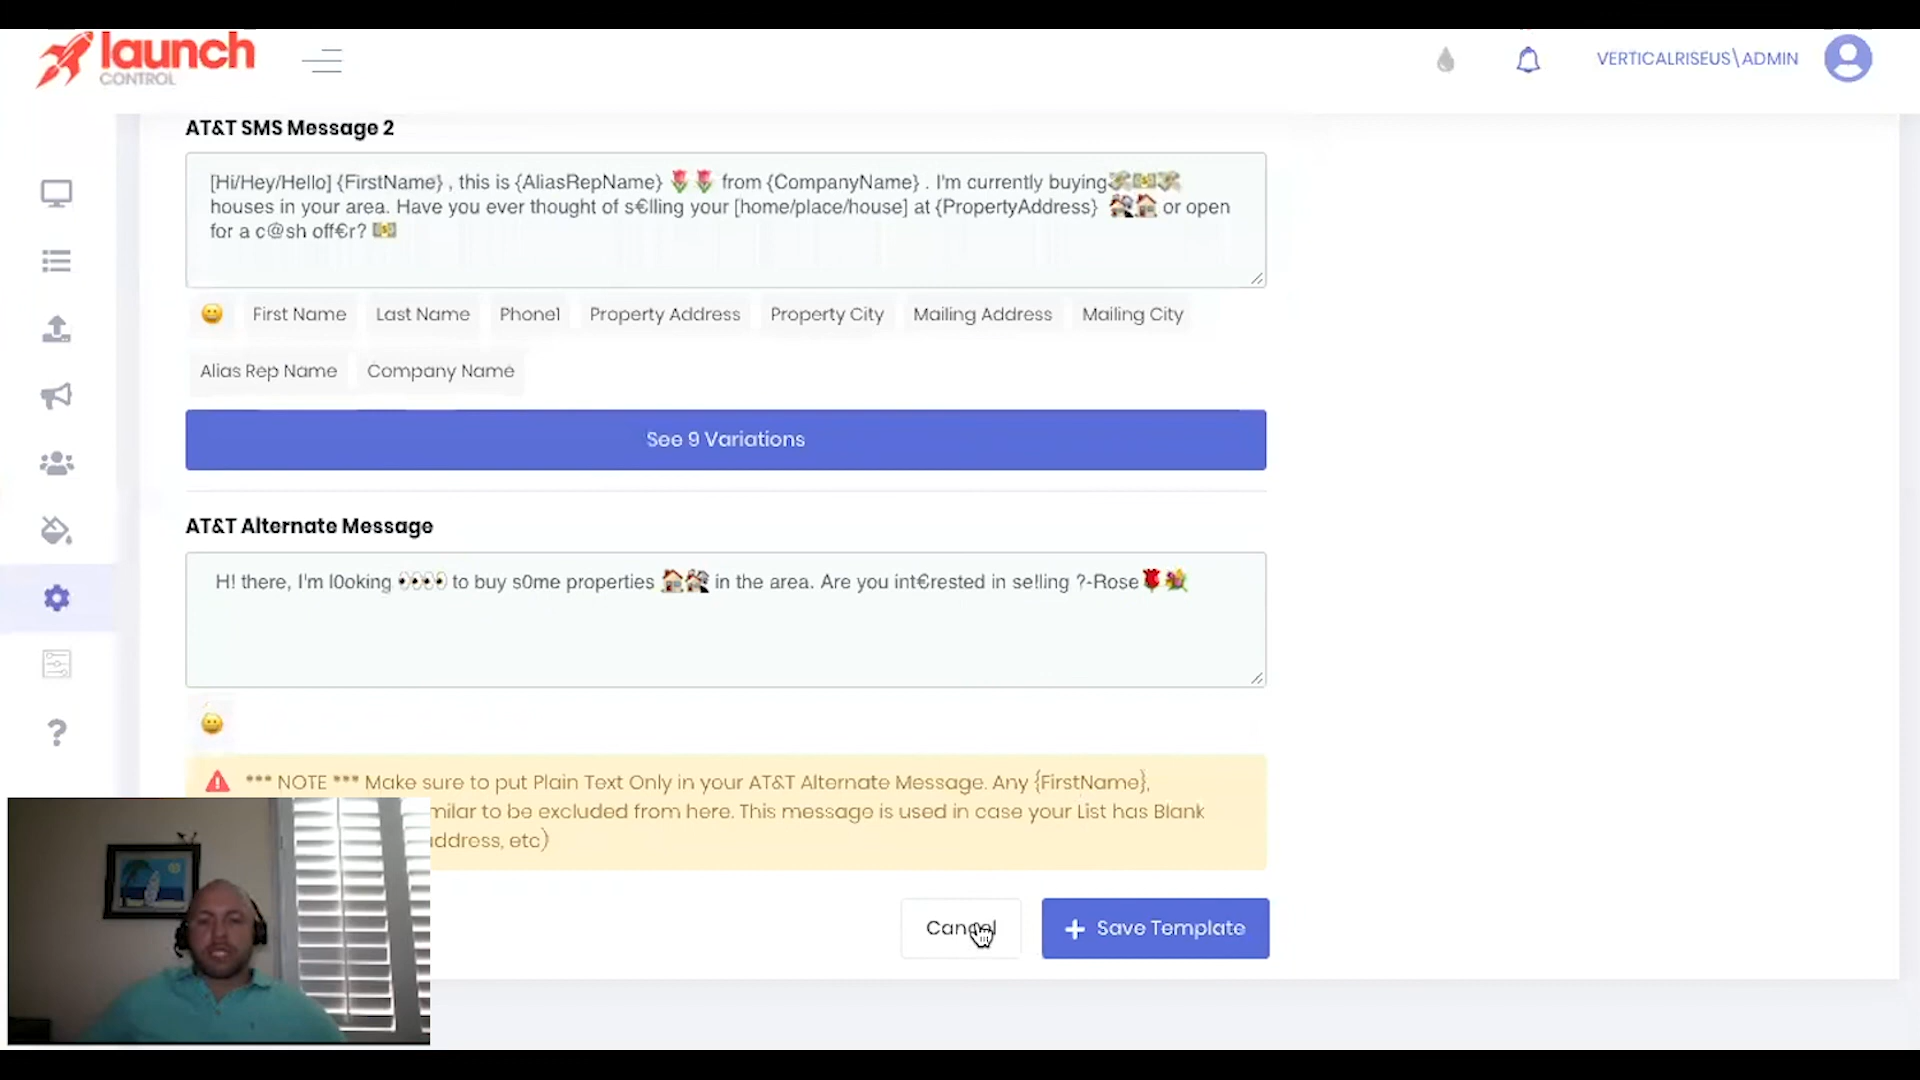 launch
CONTROL
VERTICALRISEUS\ADMIN
AT&T SMS Message 2
[Hi/Hey/Hello] {FirstName} , this is {AliasRepName} 🌷🌷 from {CompanyName} . I'm currently buying💸💵💸
houses in your area. Have you ever thought of s€lling your [home/place/house] at {PropertyAddress} 🏚🏠 or open
for a c@sh off€r? 💵
First Name Last Name Phone1 Property Address Property City Mailing Address Mailing City
Alias Rep Name Company Name
See 9 Variations
AT&T Alternate Message
H! there, I'm l0oking 👀👀 to buy s0me properties 🏠🏚 in the area. Are you int€rested in se!ling ?-Rose🌹💐
*** NOTE *** Make sure to put Plain Text Only in your AT&T Alternate Message. Any {FirstName},
to be excluded from here. This message is used in case your List has Blank
etc)
Cancel + Save Template
?